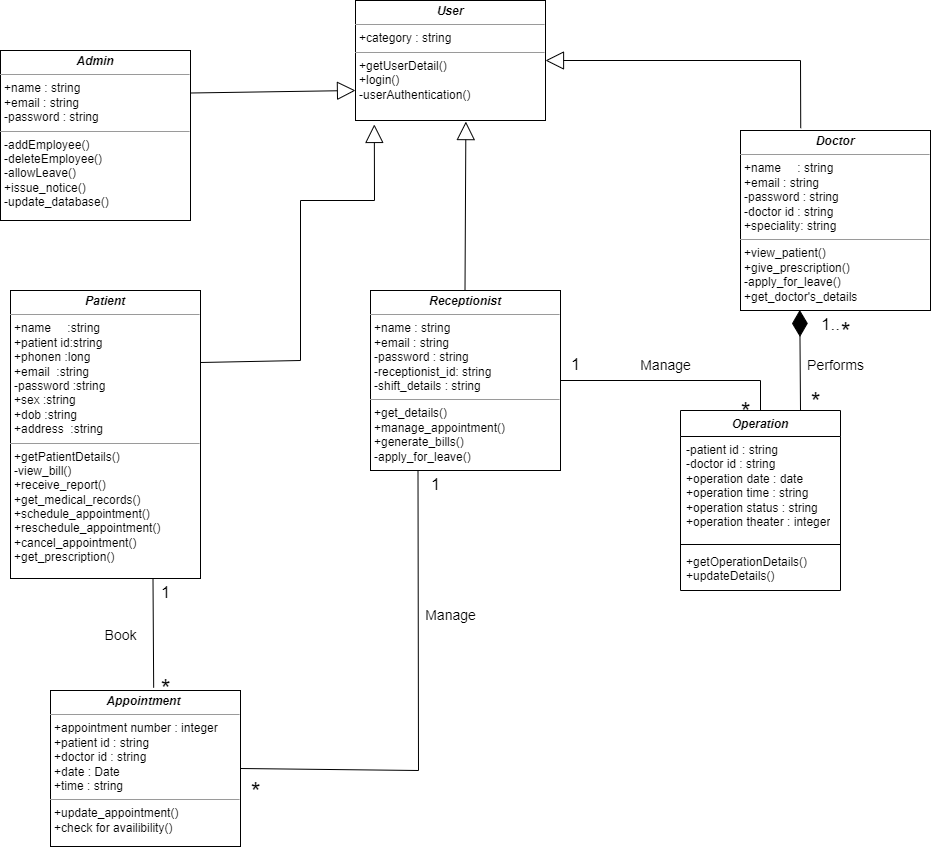 User
+category : string
+getUserDetail()
+login()
-userAuthentication()
Admin
+name : string
+email : string
-password : string
-addEmployee()
-deleteEmployee()
-allowLeave()
+issue_notice()
-update_database()
Doctor
+name : string
+email : string
-password : string
-doctor id : string
+speciality: string
+view_patient()
+give_prescription()
-apply_for_leave()
+get_doctor's_details
Patient
+name :string
+patient id:string
+phonen :long
+email :string
-password :string
+sex :string
+dob :string
+address :string
+getPatientDetails()
-view_bill()
+receive_report()
+get_medical_records()
+schedule_appointment()
+reschedule_appointment()
+cancel_appointment()
+get_prescription()
Receptionist
+name : string
+email : string
-password : string
-receptionist_id: string
-shift_details : string
+get_details()
+manage_appointment()
+generate_bills()
-apply_for_leave()
1..*
1
Manage
Performs
*
*
Operation
-patient id : string
-doctor id : string
+operation date : date
+operation time : string
+operation status : string
+operation theater : integer
+getOperationDetails()
+updateDetails()
1
1
Manage
Book
*
Appointment
+appointment number : integer
+patient id : string
+doctor id : string
+date : Date
+time : string
+update_appointment()
+check for availibility()
*